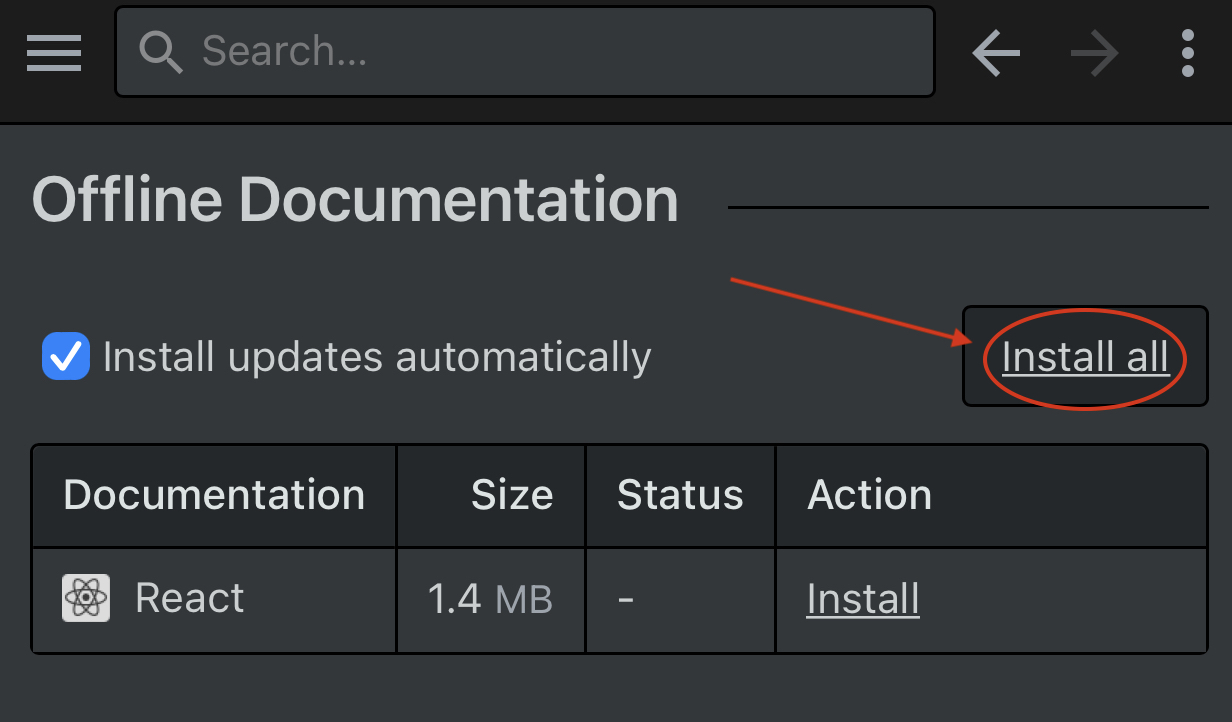 Search...
Offline Documentation
Install updates automatically
Install all
Documentation Size Status Action
React 1.4 MB - Install